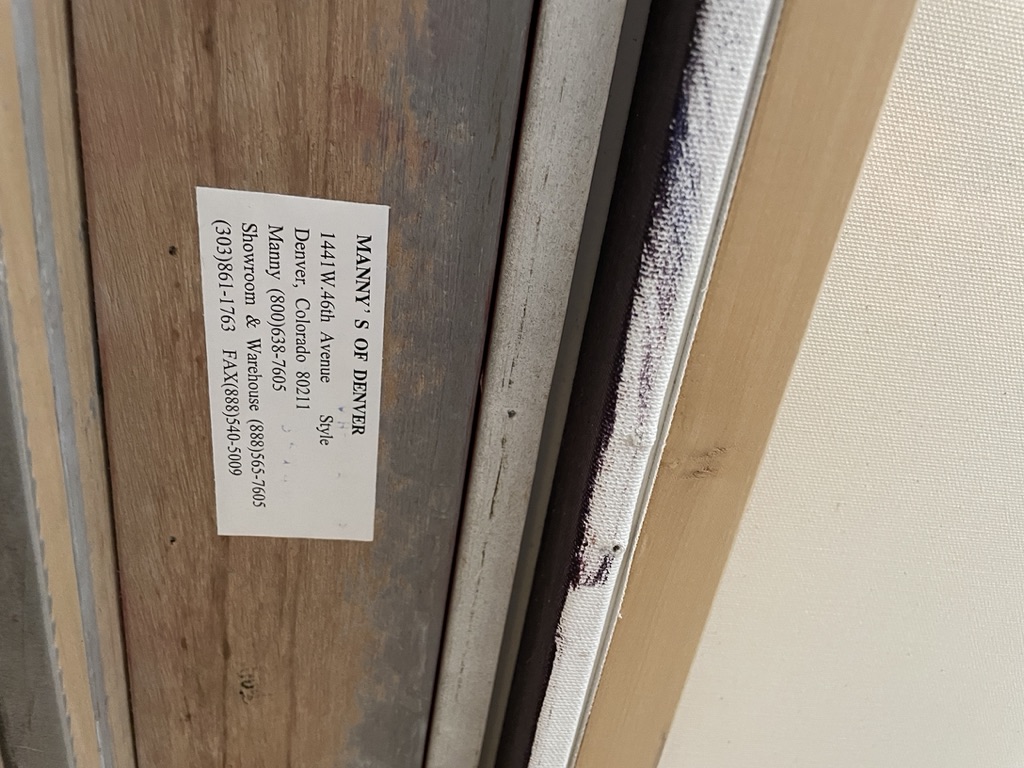 MANNY' S OF DENVER
1441W.46th Avenue Style
Denver, Colorado 80211
Manny (800)638-7605
Showroom & Warehouse (888)565-7605
(303)861-1763 FAX(888)540-5009